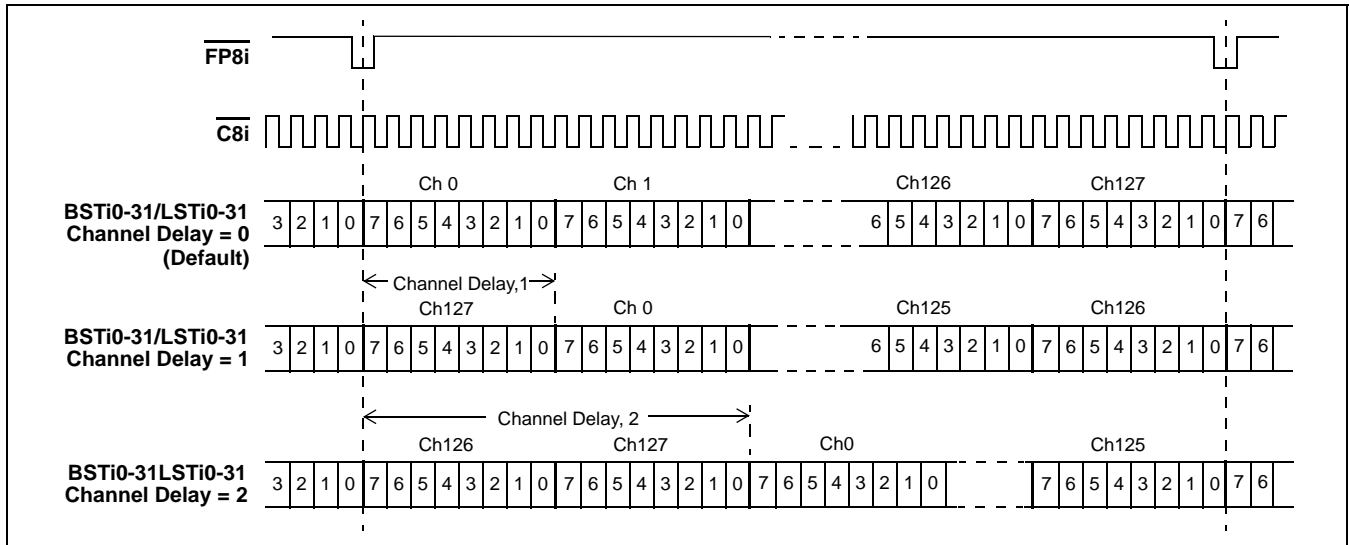 FP8i
C8i
Ch 0 Ch 1 Ch126 Ch127
BSTi0-31/LSTi0-31
Channel Delay = 0
(Default)
3 2 1 0 7 6 5 4 3 2 1 0 7 6 5 4 3 2 1 0 6 5 4 3 2 1 0 7 6 5 4 3 2 1 0 7 6
Channel Delay,1
Ch127 Ch 0 Ch125 Ch126
BSTi0-31/LSTi0-31
Channel Delay = 1
3 2 1 0 7 6 5 4 3 2 1 0 7 6 5 4 3 2 1 0 6 5 4 3 2 1 0 7 6 5 4 3 2 1 0 7 6
Channel Delay, 2
Ch126 Ch127 Ch0 Ch125
BSTi0-31LSTi0-31
Channel Delay = 2
3 2 1 0 7 6 5 4 3 2 1 0 7 6 5 4 3 2 1 0 7 6 5 4 3 2 1 0 7 6 5 4 3 2 1 0 7 6